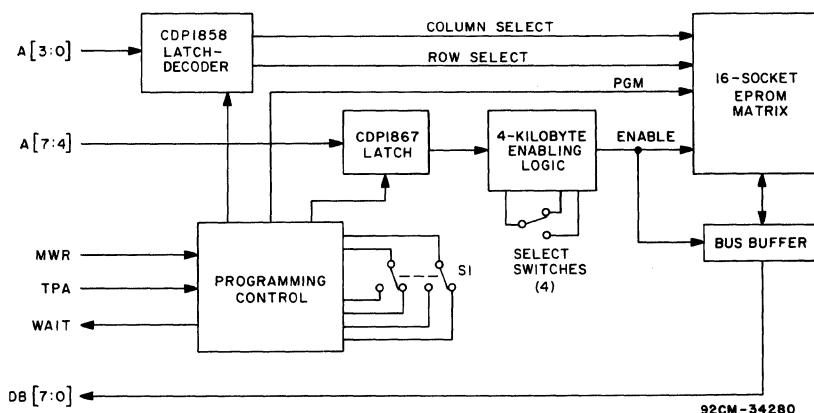 A [3:0]
CDP1858
LATCH-
DECODER
COLUMN SELECT
ROW SELECT
PGM
16-SOCKET
EPROM
MATRIX
A [7:4]
CDP1867
LATCH
4-KILOBYTE
ENABLING
LOGIC
ENABLE
SELECT
SWITCHES
(4)
BUS BUFFER
MWR
TPA
WAIT
PROGRAMMING
CONTROL
S1
DB [7:0]
92CM-34280